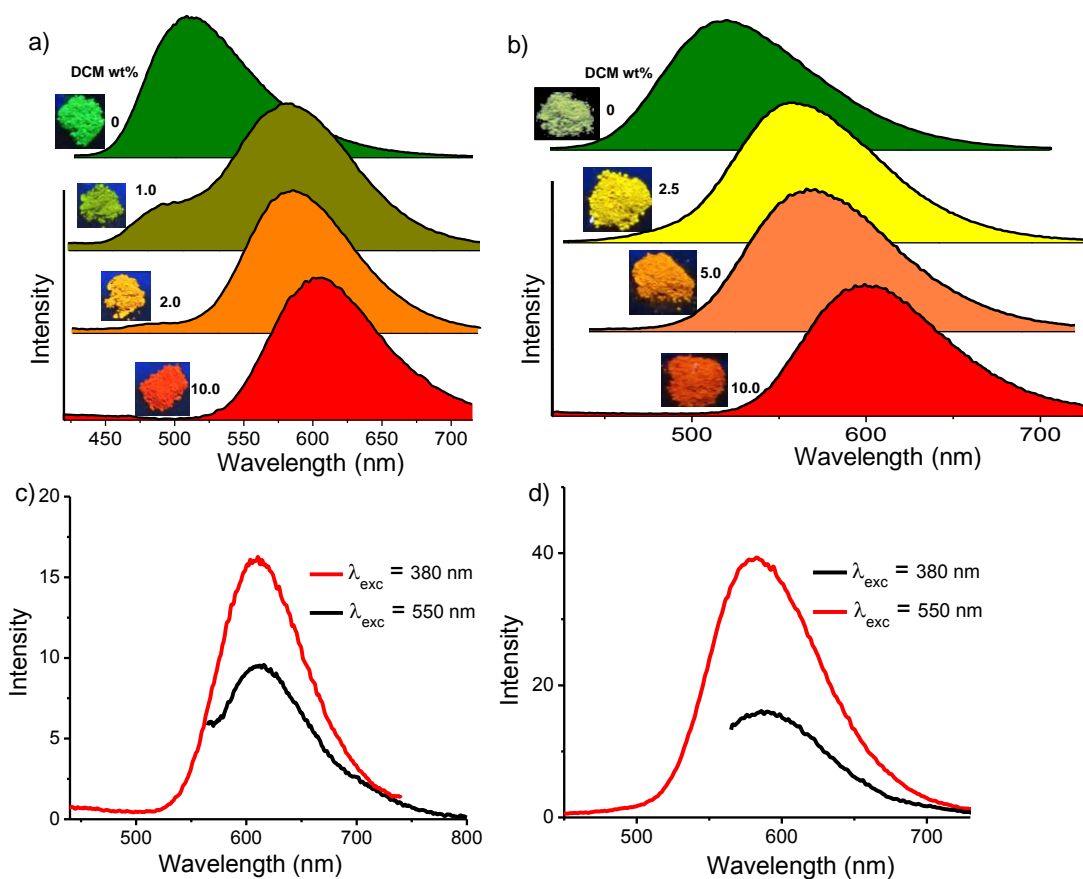 a)
DCM wt%
0
1.0
2.0
10.0
Intensity
450 500 550 600 650 700
Wavelength (nm)
b)
0
2.5
5.0
10.0
Intensity
500 600 700
Wavelength (nm)
c)
20
15
10
5
0
Intensity
λexc = 380 nm
λexc = 550 nm
500 600 700 800
Wavelength (nm)
d)
40
20
0
Intensity
λexc = 380 nm
λexc = 550 nm
500 600 700
Wavelength (nm)